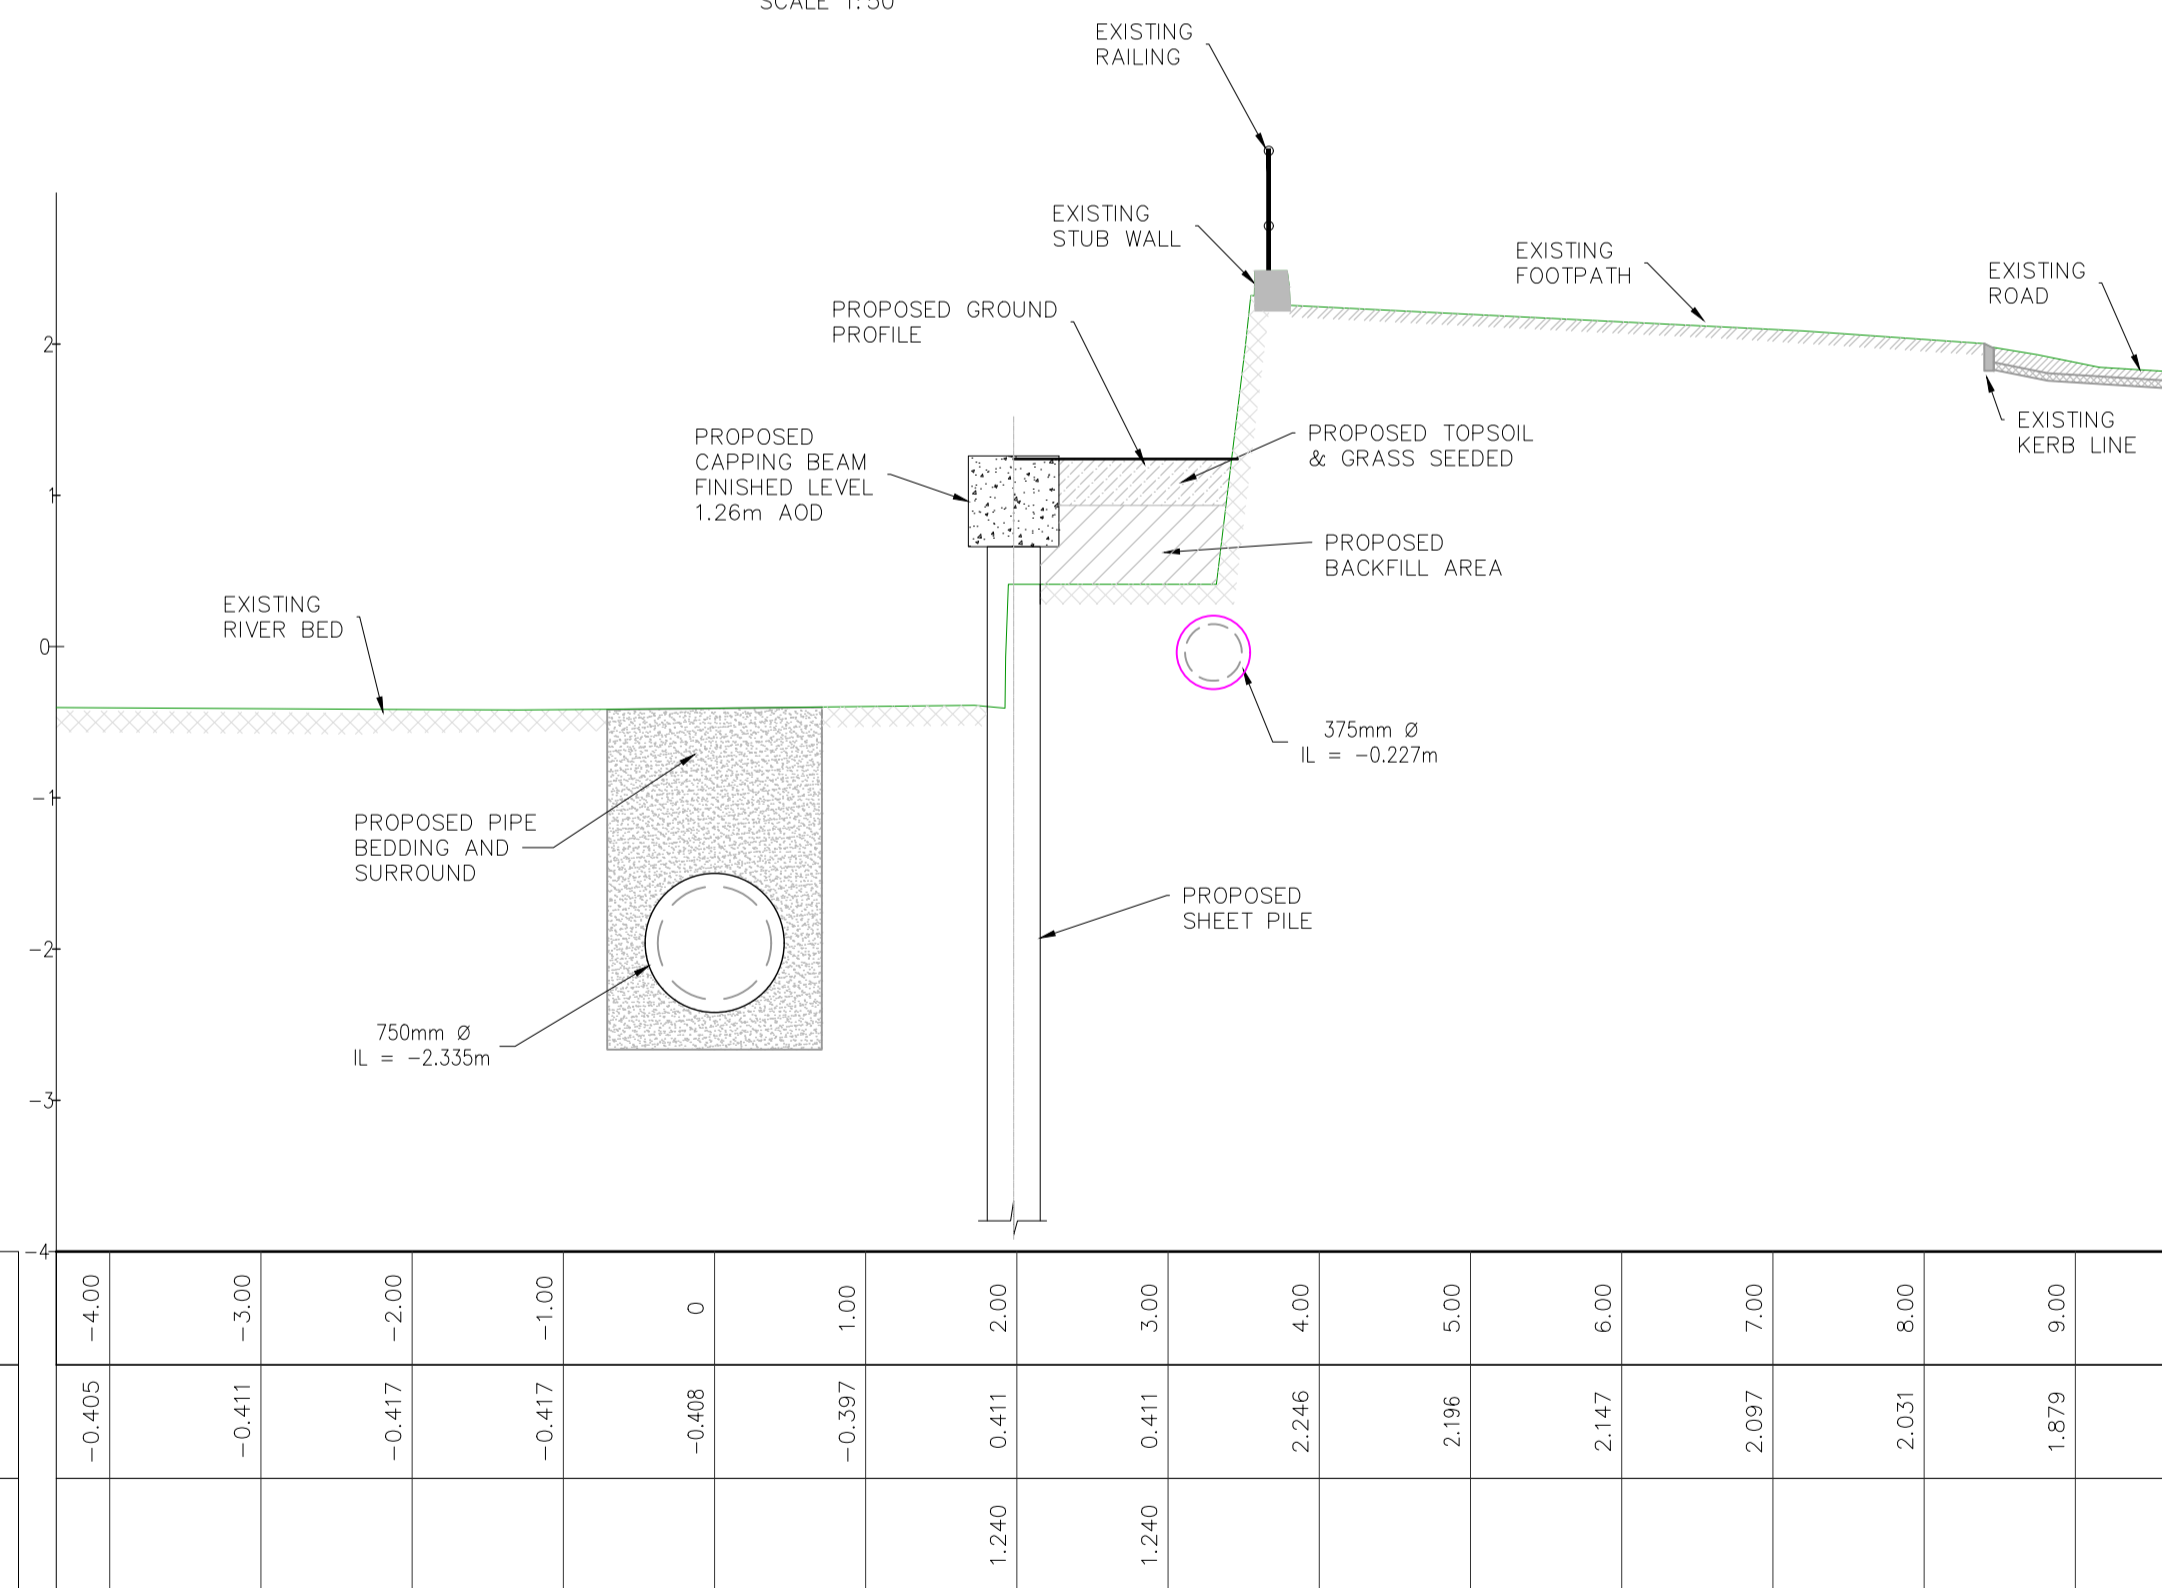 SCALE 1:50
EXISTING
RAILING
EXISTING
STUB WALL
EXISTING
FOOTPATH
EXISTING
ROAD
PROPOSED GROUND
PROFILE
EXISTING
KERB LINE
PROPOSED
CAPPING BEAM
FINISHED LEVEL
1.26m AOD
PROPOSED TOPSOIL
& GRASS SEEDED
PROPOSED
BACKFILL AREA
EXISTING
RIVER BED
375mm Ø
IL = -0.227m
PROPOSED PIPE
BEDDING AND
SURROUND
PROPOSED
SHEET PILE
750mm Ø
IL = -2.335m
2
1
0
-1
-2
-3
-4
-4.00 -3.00 -2.00 -1.00 0 1.00 2.00 3.00 4.00 5.00 6.00 7.00 8.00 9.00
-0.405 -0.411 -0.417 -0.417 -0.408 -0.397 0.411 0.411 2.246 2.196 2.147 2.097 2.031 1.879
1.240 1.240